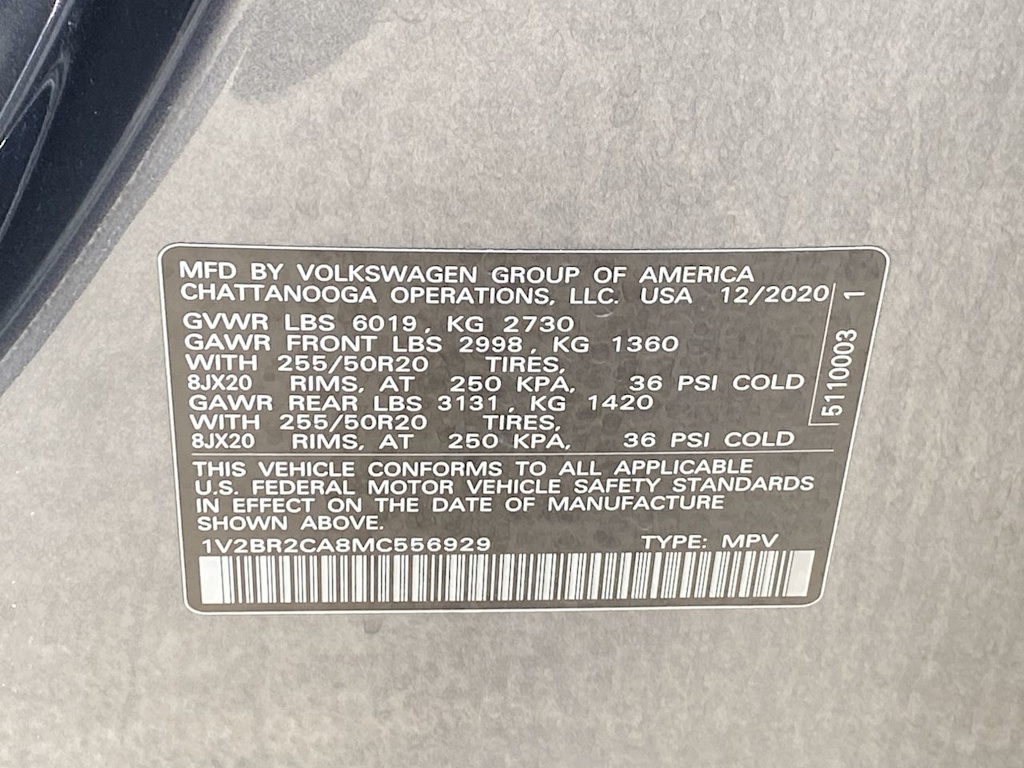 MFD BY VOLKSWAGEN GROUP OF AMERICA
CHATTANOOGA OPERATIONS, LLC. USA 12/2020
GVWR LBS 6019, KG 2730
GAWR FRONT LBS 2998, KG 1360
WITH 255/50R20 TIRES,
8JX20 RIMS, AT 250 KPA, 36 PSI COLD
GAWR REAR LBS 3131, KG 1420
WITH 255/50R20 TIRES,
8JX20 RIMS, AT 250 KPA, 36 PSI COLD
5110003 1
THIS VEHICLE CONFORMS TO ALL APPLICABLE
U.S. FEDERAL MOTOR VEHICLE SAFETY STANDARDS
IN EFFECT ON THE DATE OF MANUFACTURE
SHOWN ABOVE.
1V2BR2CA8MC556929 TYPE: MPV